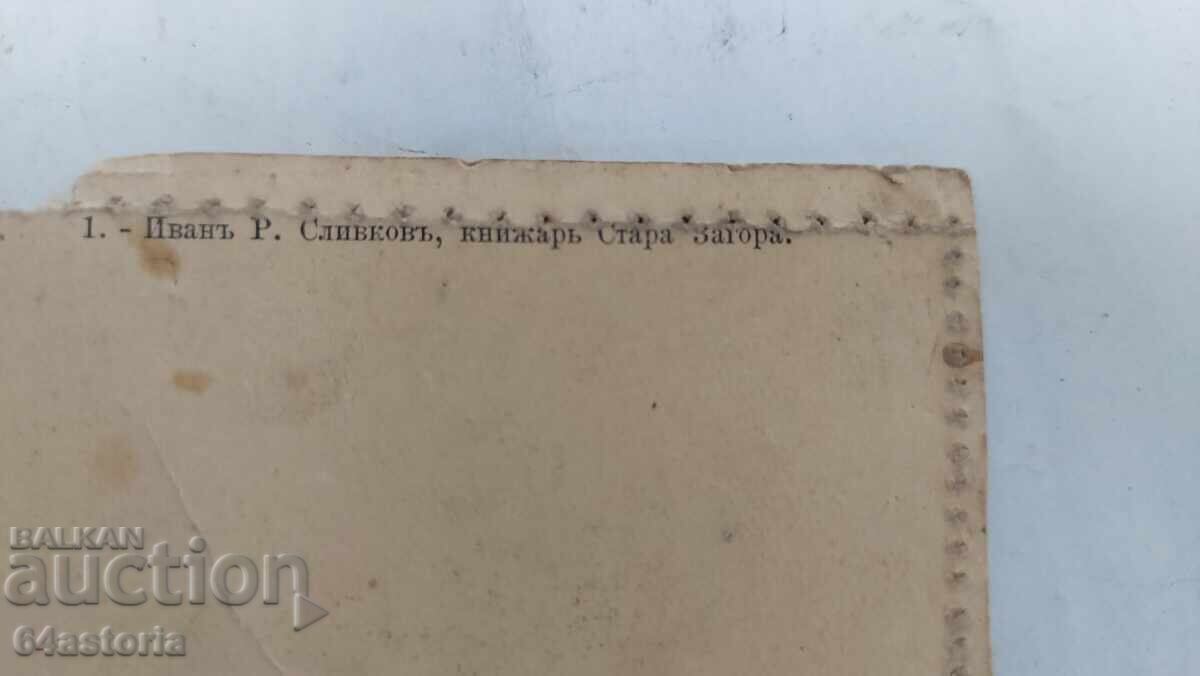 1. - Иванъ Р. Сливковъ, книжарь Стара Загора.
BALKAN
auction
64astoria